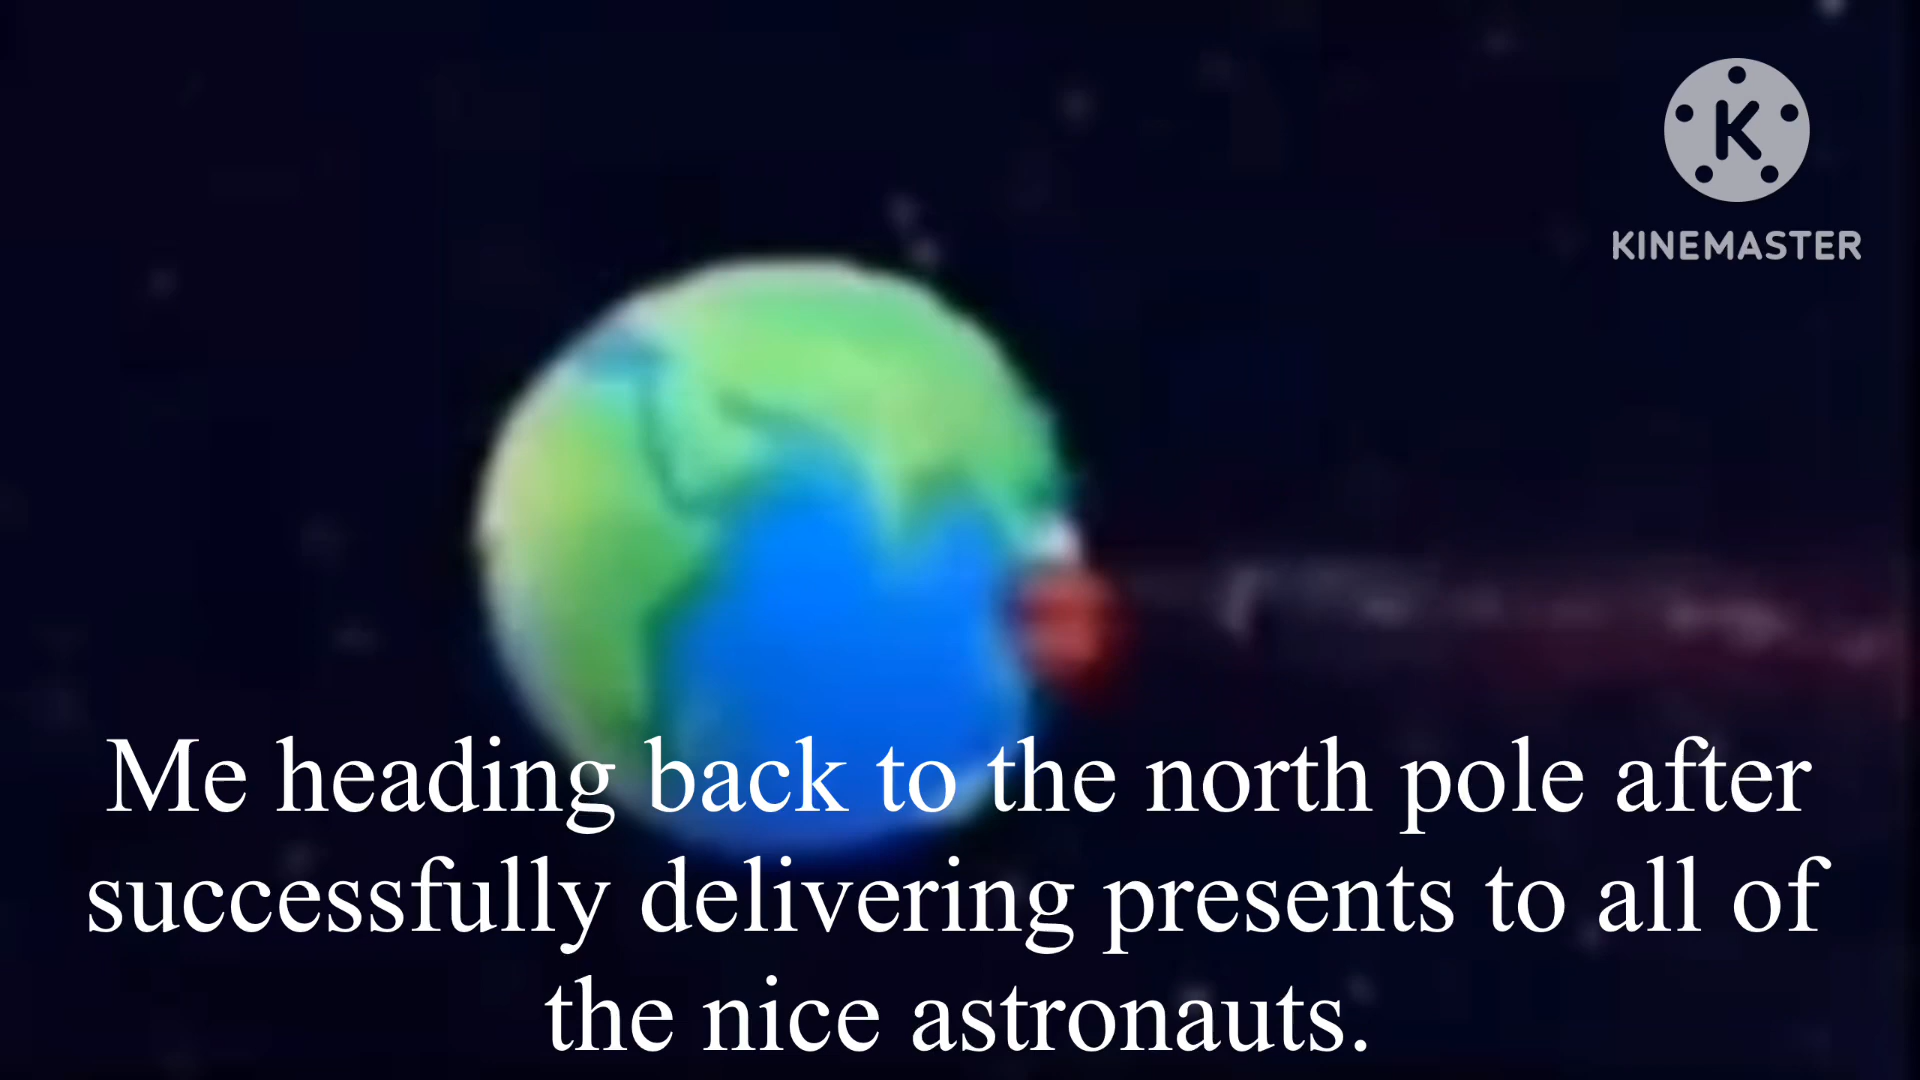 K
KINEMASTER
Me heading back to the north pole after
successfully delivering presents to all of
the nice astronauts.